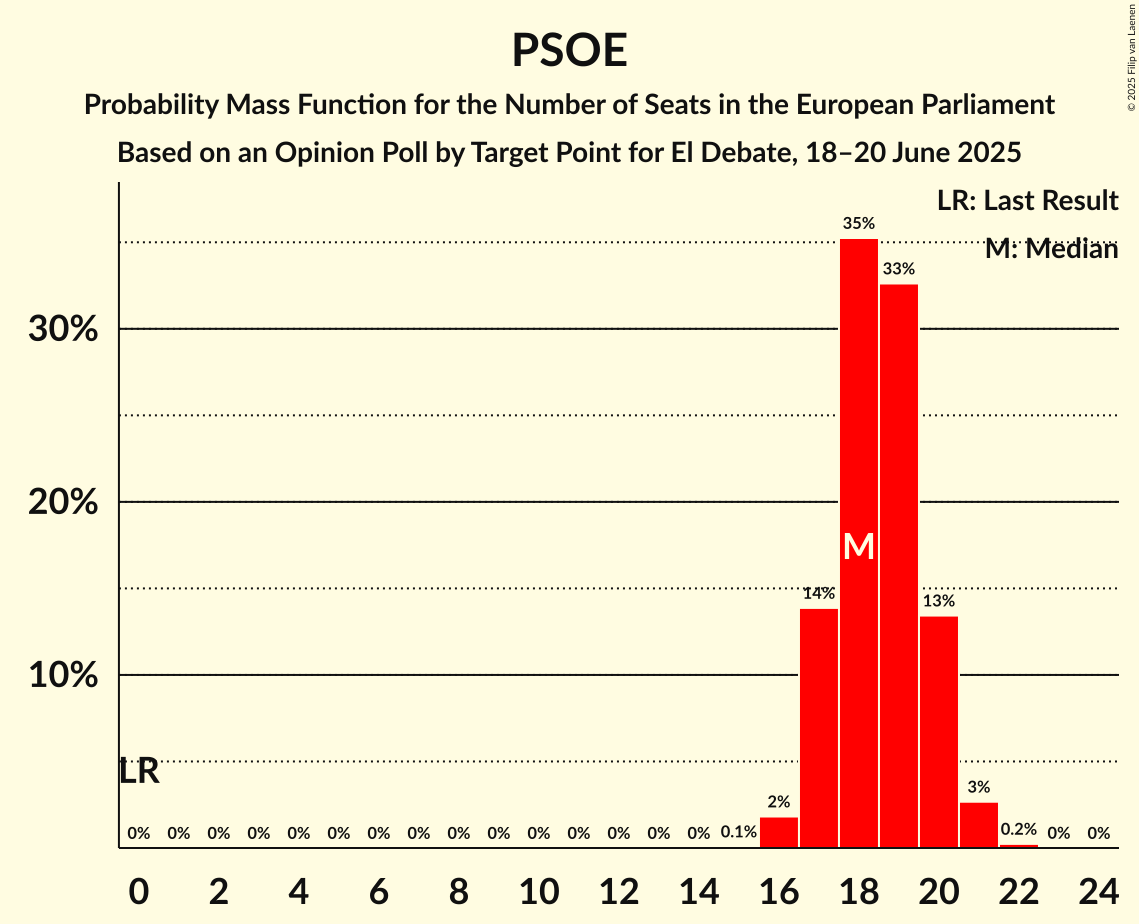 PSOE
Probability Mass Function for the Number of Seats in the European Parliament
Based on an Opinion Poll by Target Point for El Debate, 18–20 June 2025
© 2025 Filip van Laenen
LR: Last Result
M: Median
35%
33%
30%
20%
M
14%
13%
10%
LR
3%
2%
0% 0% 0% 0% 0% 0% 0% 0% 0% 0% 0% 0% 0% 0% 0% 0.1% 0.2% 0% 0%
0 2 4 6 8 10 12 14 16 18 20 22 24